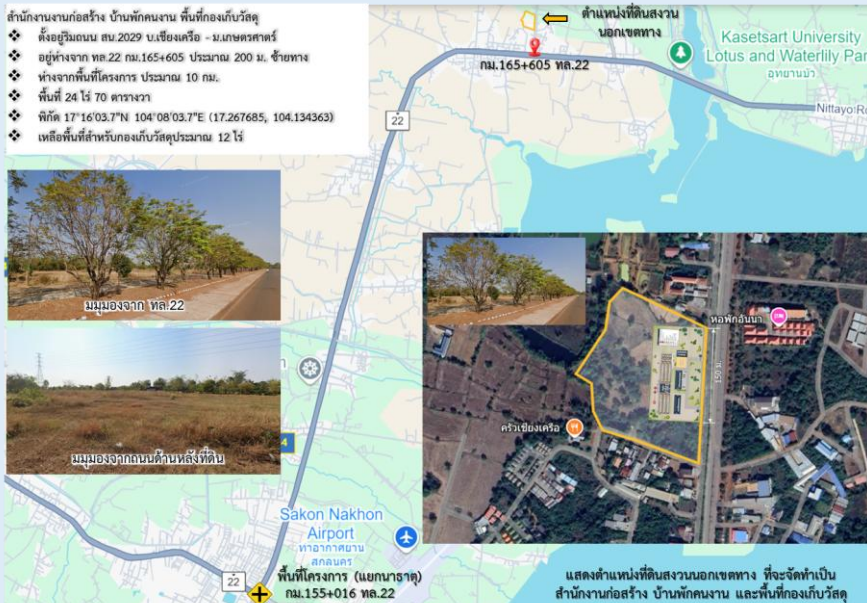 สำนักงานงานก่อสร้าง บ้านพักคนงาน พื้นที่กองเก็บวัสดุ
❖ ตั้งอยู่ริมถนน สน.2029 บ.เชียงเครือ - ม.เกษตรศาตร์
❖ อยู่ห่างจาก ทล.22 กม.165+605 ประมาณ 200 ม. ซ้ายทาง
❖ ห่างจากพื้นที่โครงการ ประมาณ 10 กม.
❖ พื้นที่ 24 ไร่ 70 ตารางวา
❖ พิกัด 17°16'03.7"N 104°08'03.7"E (17.267685, 104.134363)
❖ เหลือพื้นที่สำหรับกองเก็บวัสดุประมาณ 12 ไร่
ตำแหน่งที่ดินสงวน
นอกเขตทาง
กม.165+605 ทล.22
Kasetsart University
Lotus and Waterlily Par
อุทยานบัว
Nittayo Ro
22
มุมมองจาก ทล.22
มุมมองจากถนนด้านหลังที่ดิน
หอพักอันนา
150 ม.
ครัวเชียงเครือ
4
Sakon Nakhon
Airport
ท่าอากาศยาน
สกลนคร
22
พื้นที่โครงการ (แยกนาธาตุ)
กม.155+016 ทล.22
แสดงตำแหน่งที่ดินสงวนนอกเขตทาง ที่จะจัดทำเป็น
สำนักงานก่อสร้าง บ้านพักคนงาน และพื้นที่กองเก็บวัสดุ